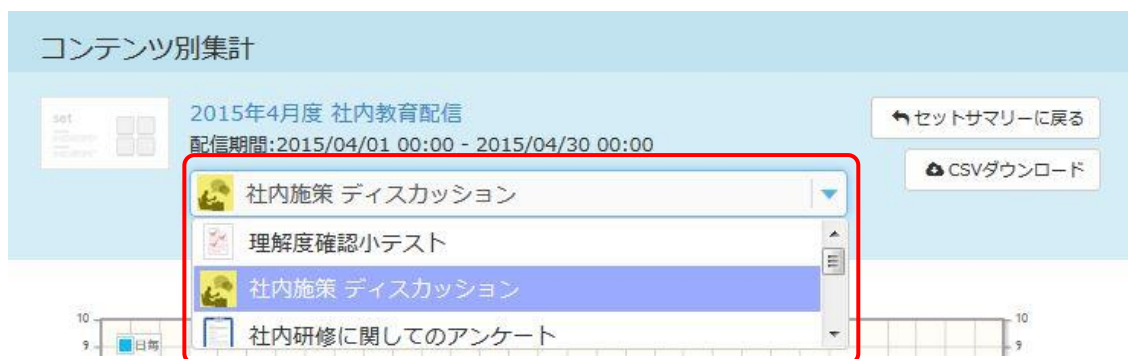 コンテンツ別集計
set
2015年4月度 社内教育配信
配信期間:2015/04/01 00:00 - 2015/04/30 00:00
セットサマリーに戻る
CSVダウンロード
社内施策 ディスカッション
理解度確認小テスト
社内施策 ディスカッション
社内研修に関してのアンケート
10
9
日毎
10
9